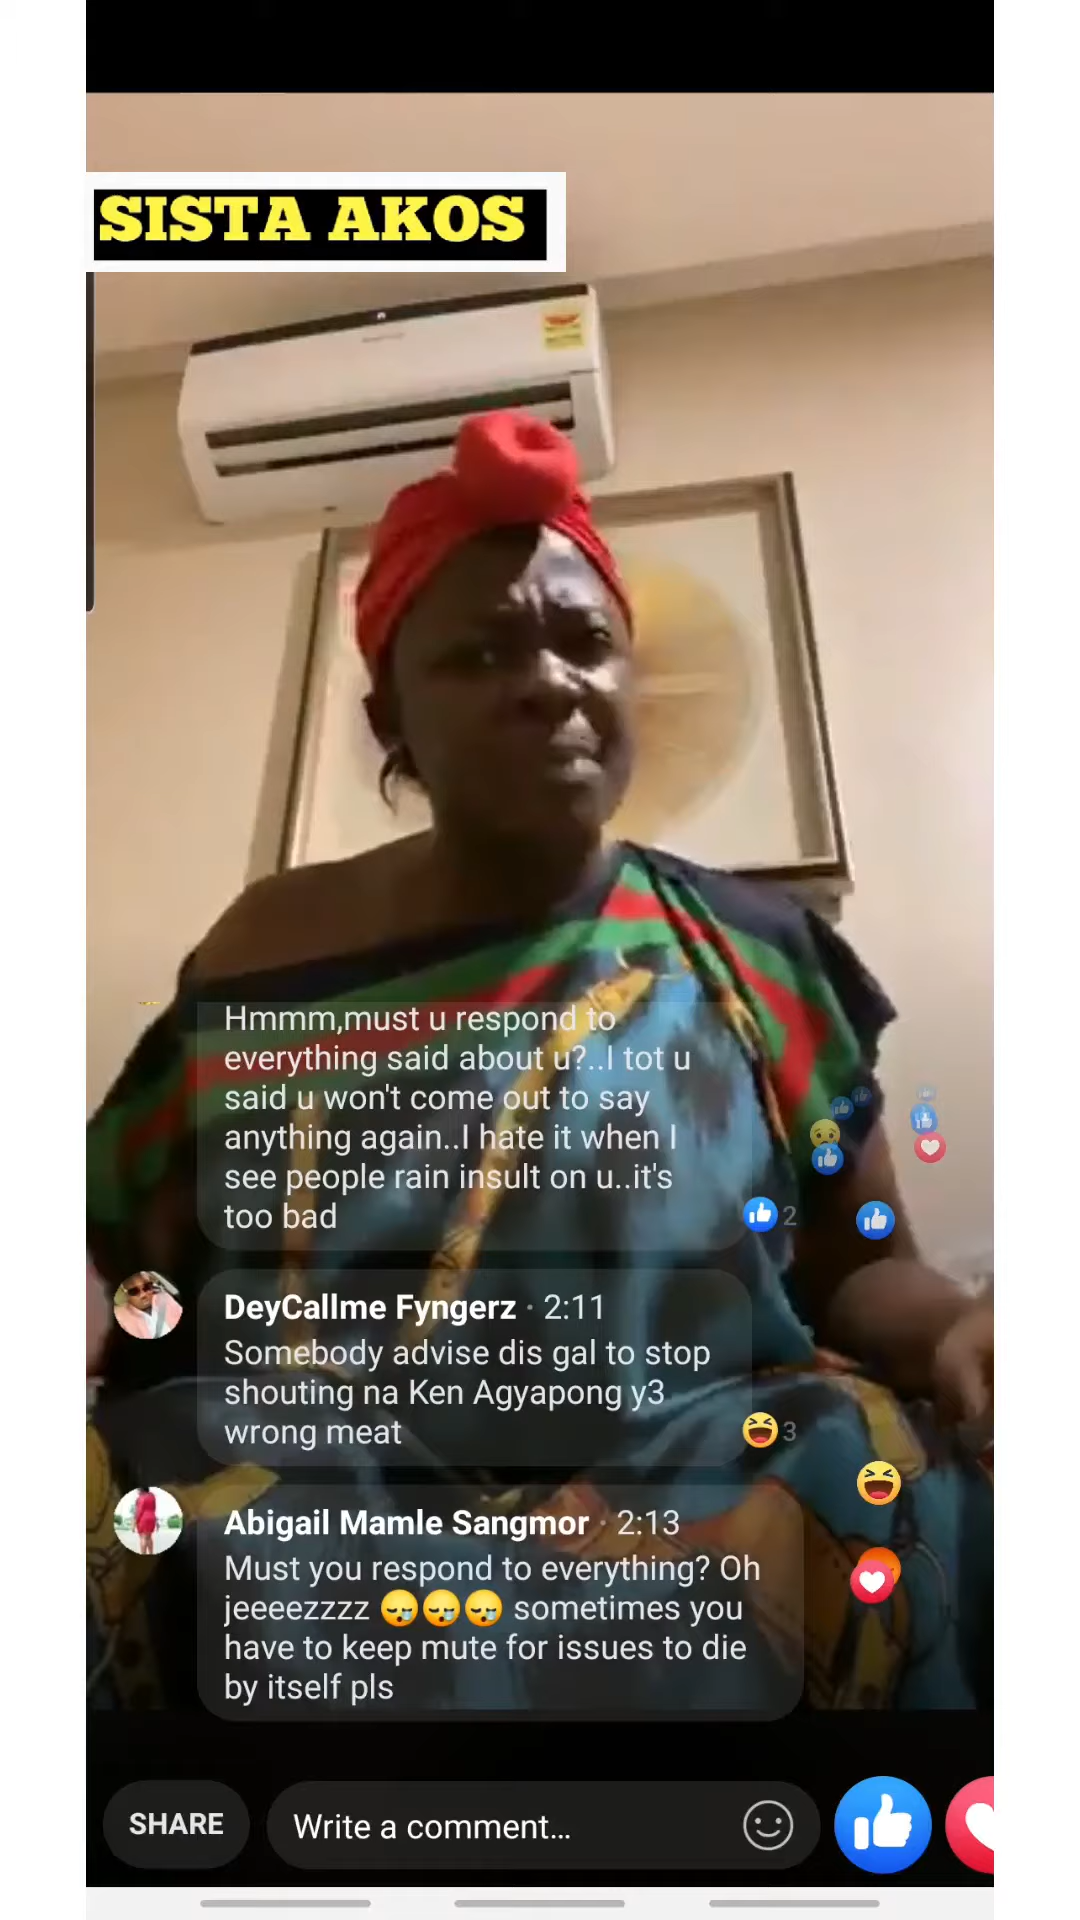 SISTA AKOS
Hmmm,must u respond to
everything said about u?..I tot u
said u won't come out to say
anything again..I hate it when I
see people rain insult on u..it's
too bad
2
DeyCallme Fyngerz · 2:11
Somebody advise dis gal to stop
shouting na Ken Agyapong y3
wrong meat
3
Abigail Mamle Sangmor · 2:13
Must you respond to everything? Oh
jeeeezzzz 😪😪😪 sometimes you
have to keep mute for issues to die
by itself pls
SHARE
Write a comment...